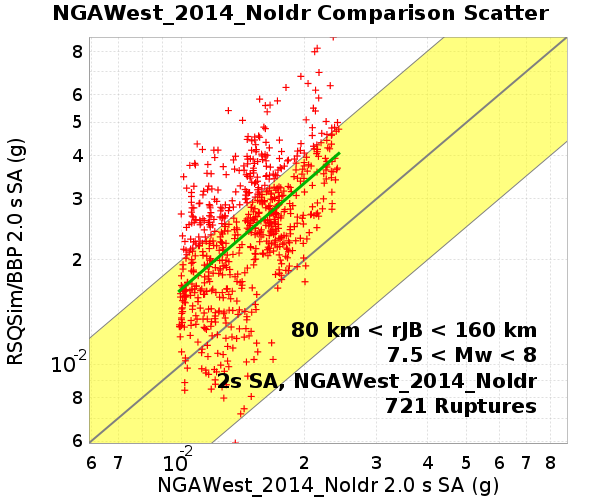 NGAWest_2014_NoIdr Comparison Scatter
RSQSim/BBP 2.0 s SA (g)
8
6
5
4
3
2
10-2
8
6
80 km < rJB < 160 km
7.5 < Mw < 8
2s SA, NGAWest_2014_NoIdr
721 Ruptures
6 7 10-2 2 3 4 5 6 7 8
NGAWest_2014_NoIdr 2.0 s SA (g)